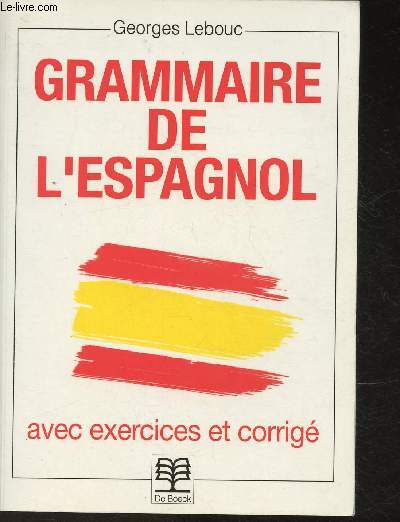 Le-livre.com
Georges Lebouc
GRAMMAIRE
DE
L'ESPAGNOL
avec exercices et corrigé
De Boeck